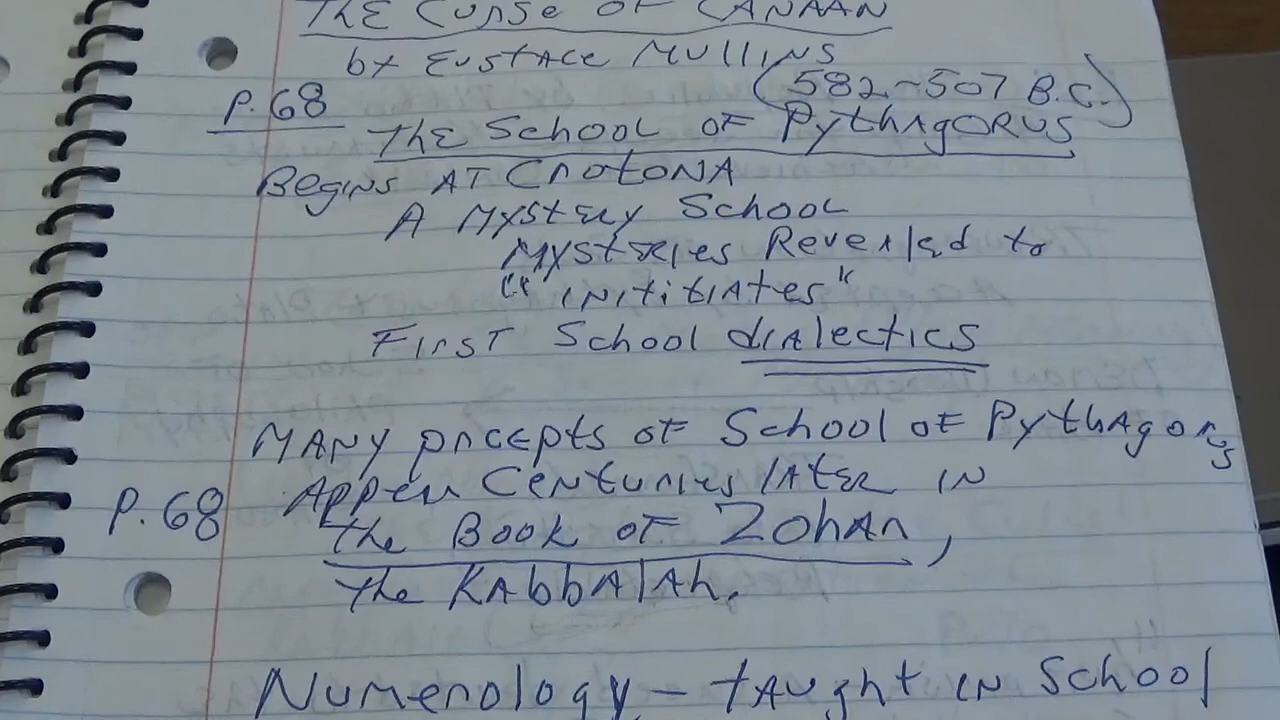 THE CURSE OF CANAAN
by EUSTACE MULLINS
(582-507 B.C.)
P. 68
THE SCHOOL OF PYTHAGORUS
BEGINS AT CROTONA
A MYSTERY SCHOOL
MYSTERIES REVEALED to
"INITITIATES"
FIRST SCHOOL dIAlectICS
MANY prcepts OF SCHOOL OF PYTHAGORUS
APPEAR CENTURIES LATER IN
P. 68
the BOOK OF ZOHAR,
the KAbbAlAh.
NUMEROlOgy - TAUght IN SCHOOL